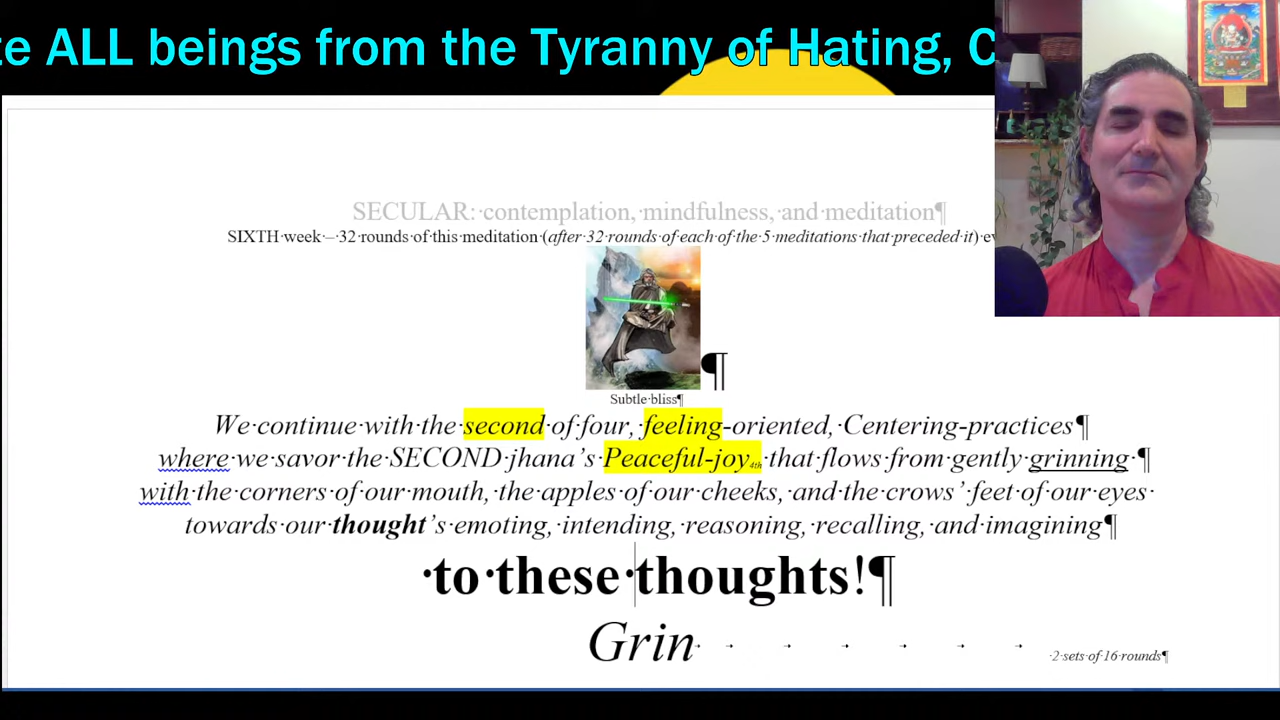 te ALL beings from the Tyranny of Hating, C
SECULAR:·contemplation,·mindfulness,·and·meditation¶
SIXTH·week·–·32·rounds·of·this·meditation·(after·32·rounds·of·each·of·the·5·meditations·that·preceded·it)·ev
¶
Subtle·bliss¶
We·continue·with·the·second·of·four,·feeling-oriented,·Centering-practices¶
where·we·savor·the·SECOND·jhana's·Peaceful-joy4th·that·flows·from·gently·grinning·¶
with·the·corners·of·our·mouth,·the·apples·of·our·cheeks,·and·the·crows'·feet·of·our·eyes·
towards·our·thought's·emoting,·intending,·reasoning,·recalling,·and·imagining¶
·to·these·thoughts!¶
Grin→ → → → → → → ·2·sets·of·16·rounds¶